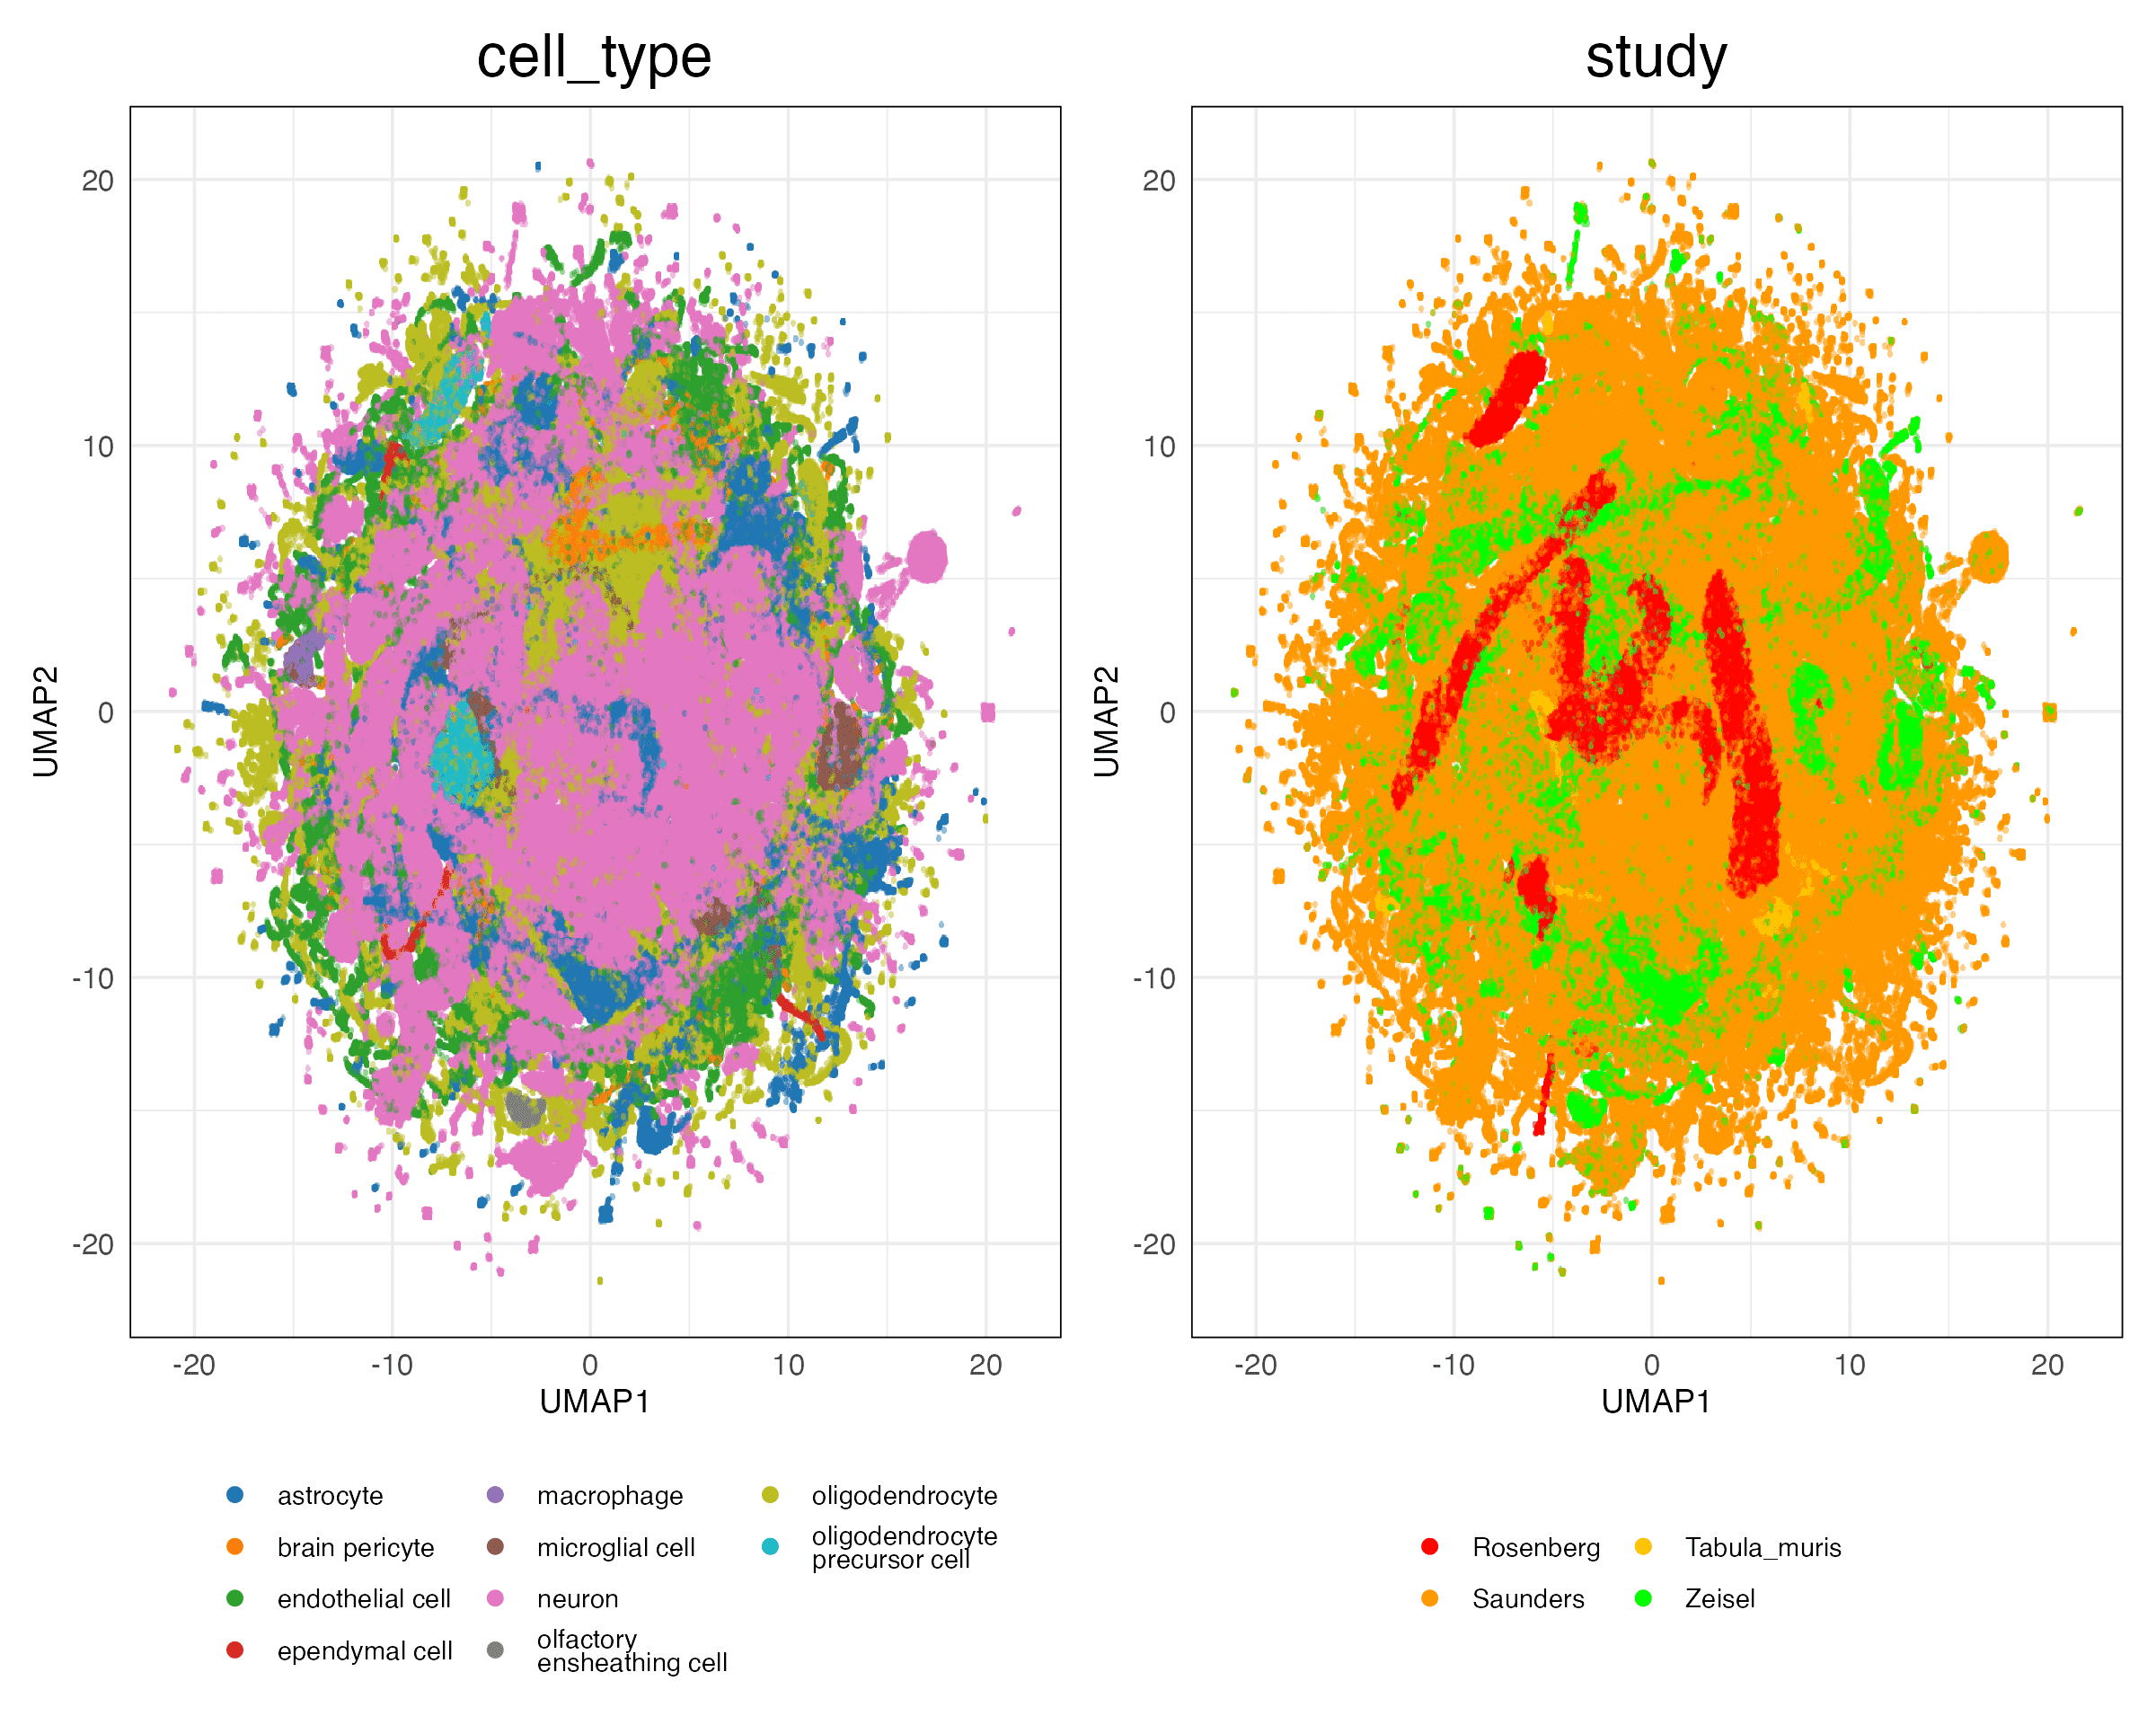 cell_type
study
20
10
0
-10
-20
UMAP2
-20
-10
0
10
20
UMAP1
20
10
0
-10
-20
UMAP2
-20
-10
0
10
20
UMAP1
astrocyte
brain pericyte
endothelial cell
ependymal cell
macrophage
microglial cell
neuron
olfactory
ensheathing cell
oligodendrocyte
oligodendrocyte
precursor cell
Rosenberg
Saunders
Tabula_muris
Zeisel